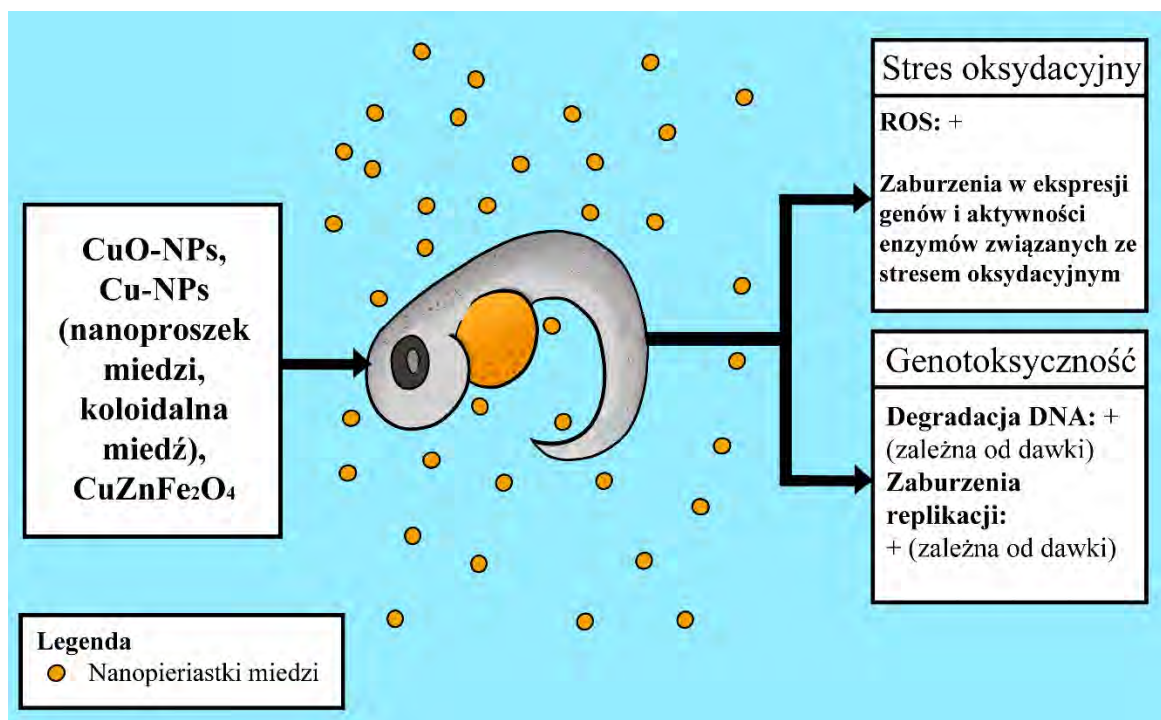 CuO-NPs,
Cu-NPs
(nanoproszek
miedzi,
koloidalna
miedź),
CuZnFe₂O₄
Stres oksydacyjny
ROS: +
Zaburzenia w ekspresji
genów i aktywności
enzymów związanych ze
stresem oksydacyjnym
Genotoksyczność
Degradacja DNA: +
(zależna od dawki)
Zaburzenia
replikacji:
+ (zależna od dawki)
Legenda
Nanopieriastki miedzi